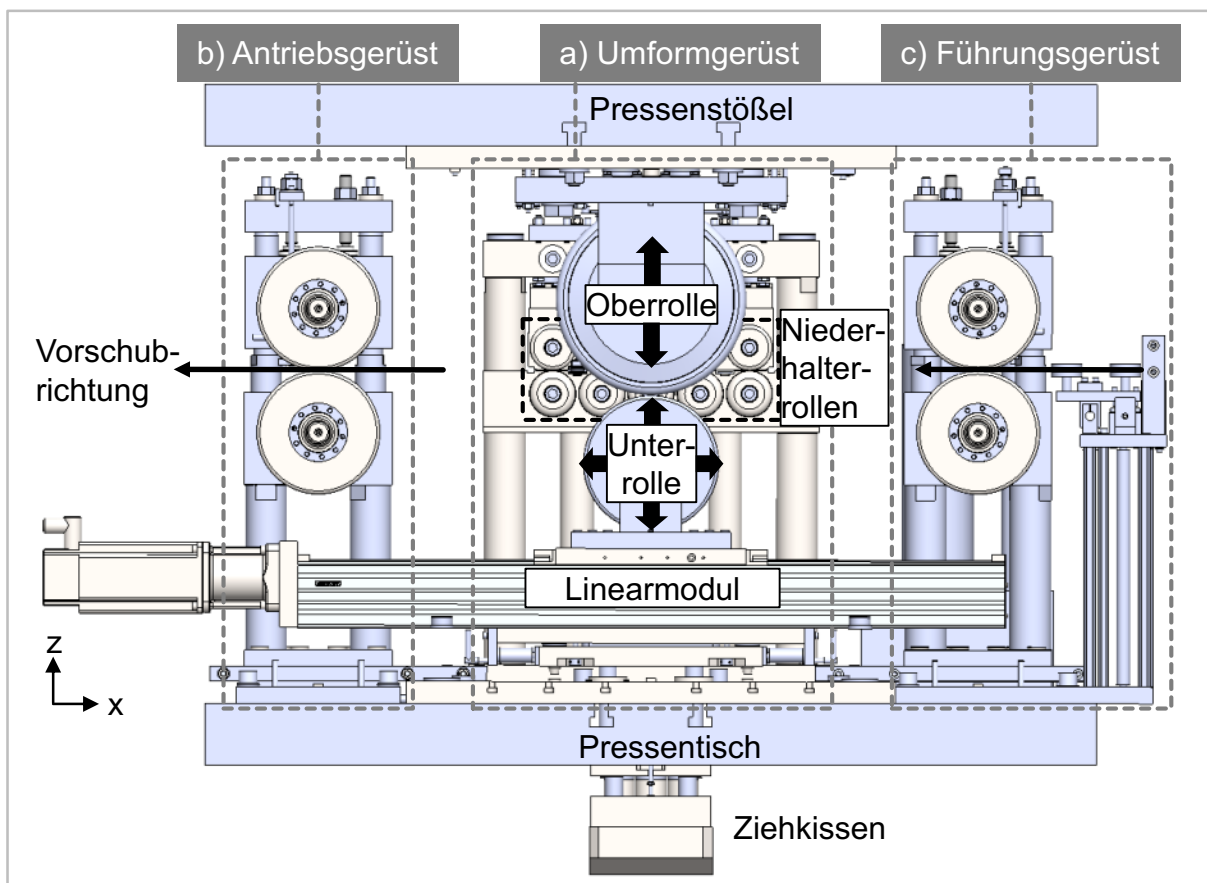 b) Antriebsgerüst
a) Umformgerüst
c) Führungsgerüst
Pressenstößel
Oberrolle
Nieder-
halter-
rollen
Vorschub-
richtung
Unter-
rolle
Linearmodul
z
x
Pressentisch
Ziehkissen